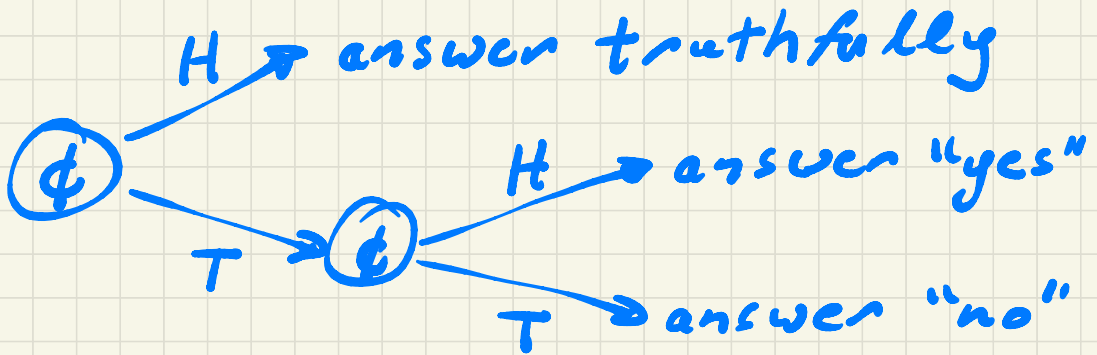 H answer truthfully
¢ H answer "yes"
T ¢
T answer "no"